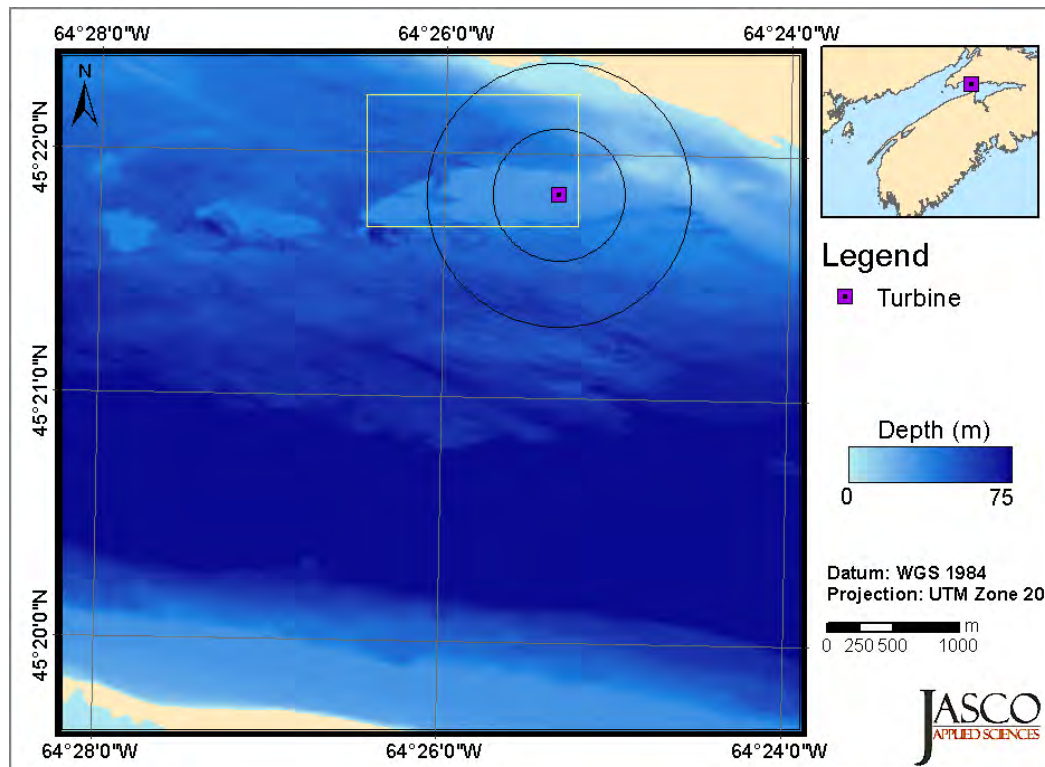 64°28'0"W 64°26'0"W 64°24'0"W
N
45°22'0"N
45°21'0"N
45°20'0"N
64°28'0"W 64°26'0"W 64°24'0"W
Legend
Turbine
Depth (m)
0 75
Datum: WGS 1984
Projection: UTM Zone 20
m
0 250 500 1000
JASCO
APPLIED SCIENCES